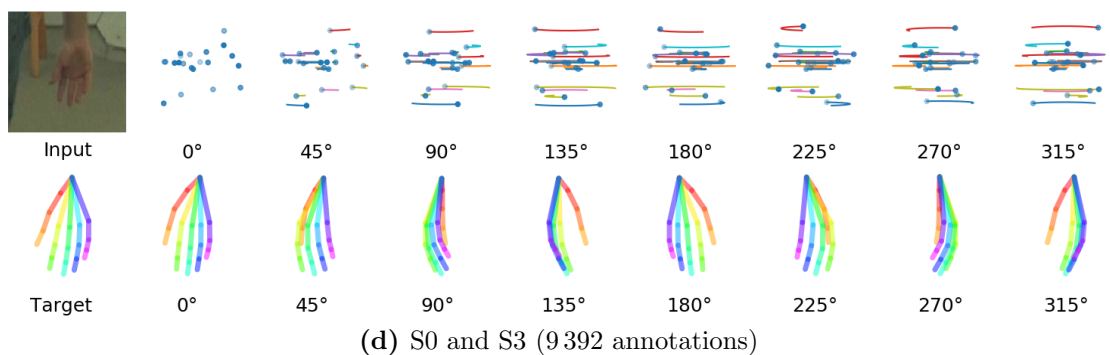 Input 0° 45° 90° 135° 180° 225° 270° 315°
Target 0° 45° 90° 135° 180° 225° 270° 315°
(d) S0 and S3 (9 392 annotations)